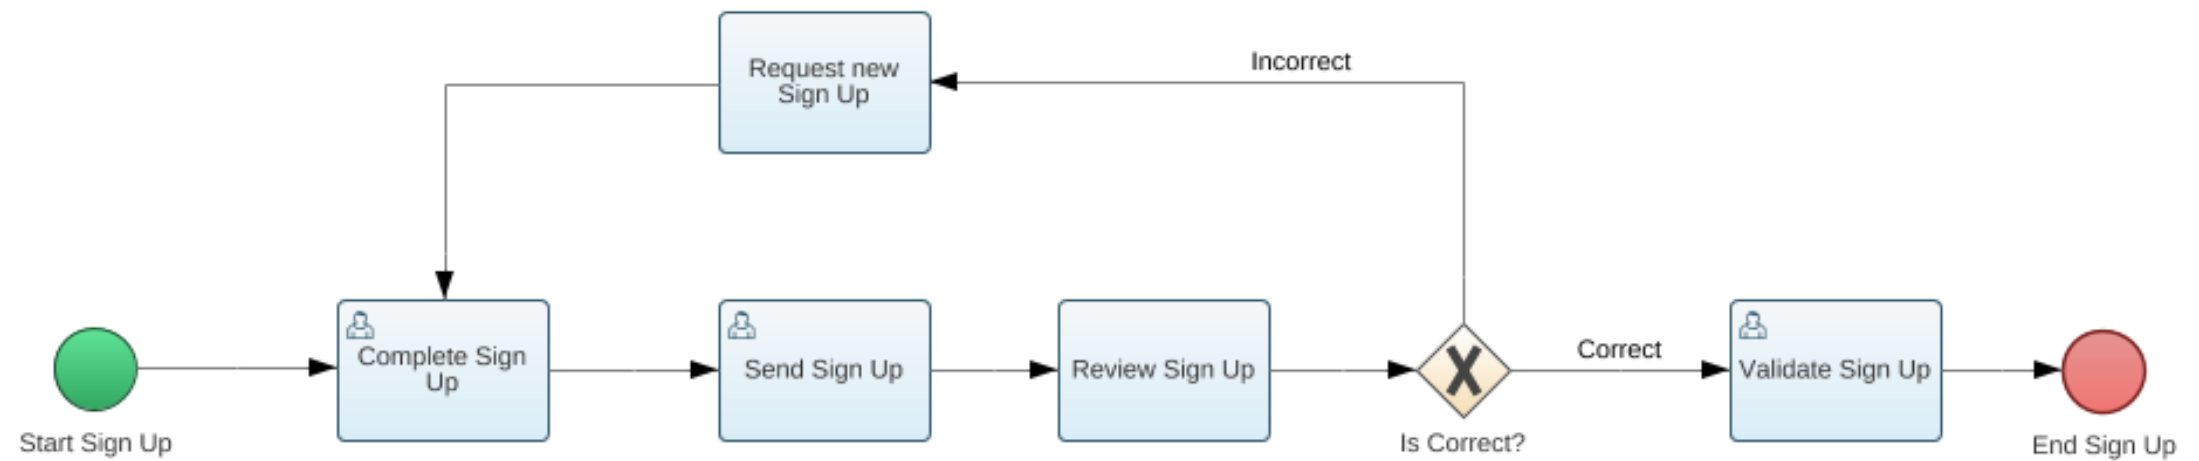 Request new
Sign Up
Incorrect
Start Sign Up
Complete Sign
Up
Send Sign Up
Review Sign Up
Is Correct?
Correct
Validate Sign Up
End Sign Up